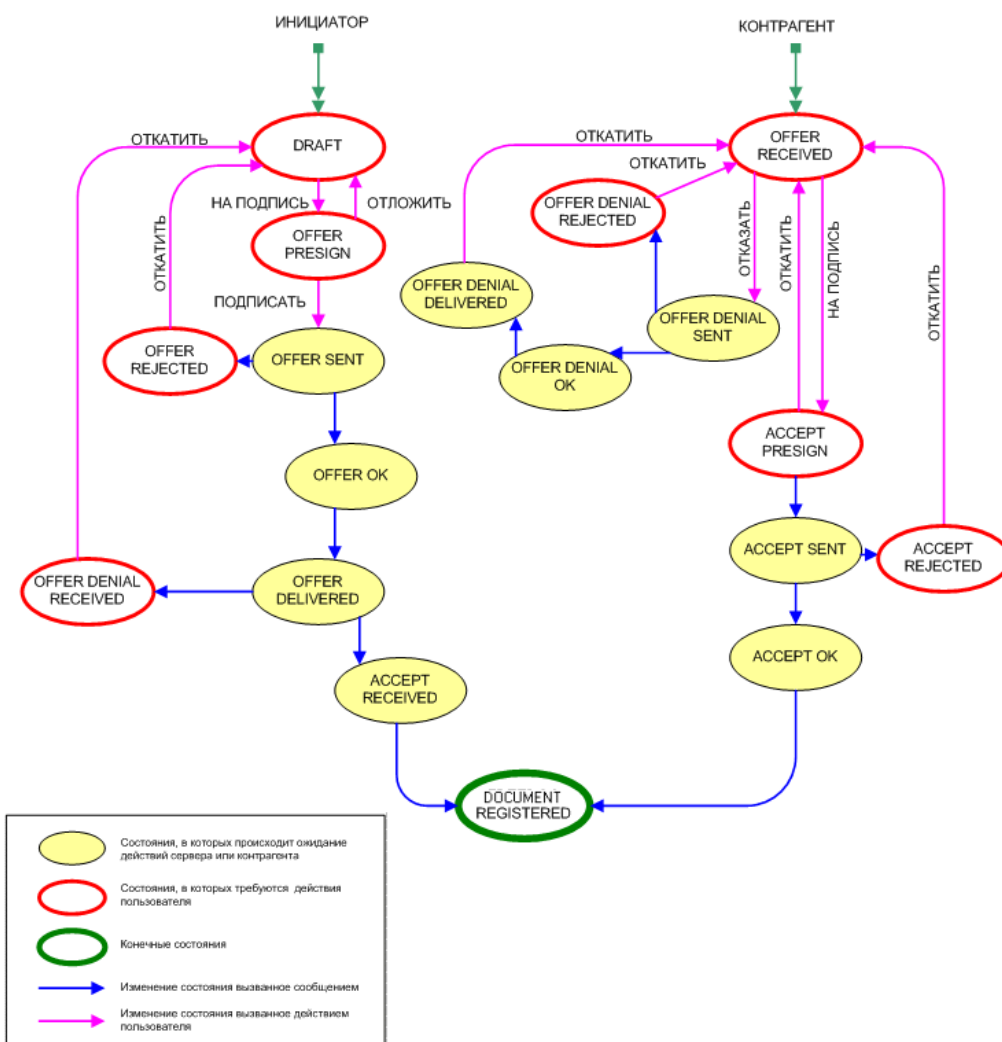 ИНИЦИАТОР
КОНТРАГЕНТ
DRAFT
ОТКАТИТЬ
НА ПОДПИСЬ
ОТЛОЖИТЬ
OFFER
PRESIGN
ОТКАТИТЬ
ПОДПИСАТЬ
OFFER SENT
OFFER
REJECTED
OFFER OK
OFFER
DELIVERED
OFFER DENIAL
RECEIVED
ACCEPT
RECEIVED
OFFER
RECEIVED
ОТКАТИТЬ
ОТКАТИТЬ
OFFER DENIAL
REJECTED
OFFER DENIAL
DELIVERED
OFFER DENIAL
OK
OFFER DENIAL
SENT
ОТКАЗАТЬ
ОТКАТИТЬ
НА ПОДПИСЬ
ОТКАТИТЬ
ACCEPT
PRESIGN
ACCEPT SENT
ACCEPT
REJECTED
ACCEPT OK
DOCUMENT
REGISTERED
Состояния, в которых происходит ожидание
действий сервера или контрагента
Состояния, в которых требуются действия
пользователя
Конечные состояния
Изменение состояния вызванное сообщением
Изменение состояния вызванное действием
пользователя